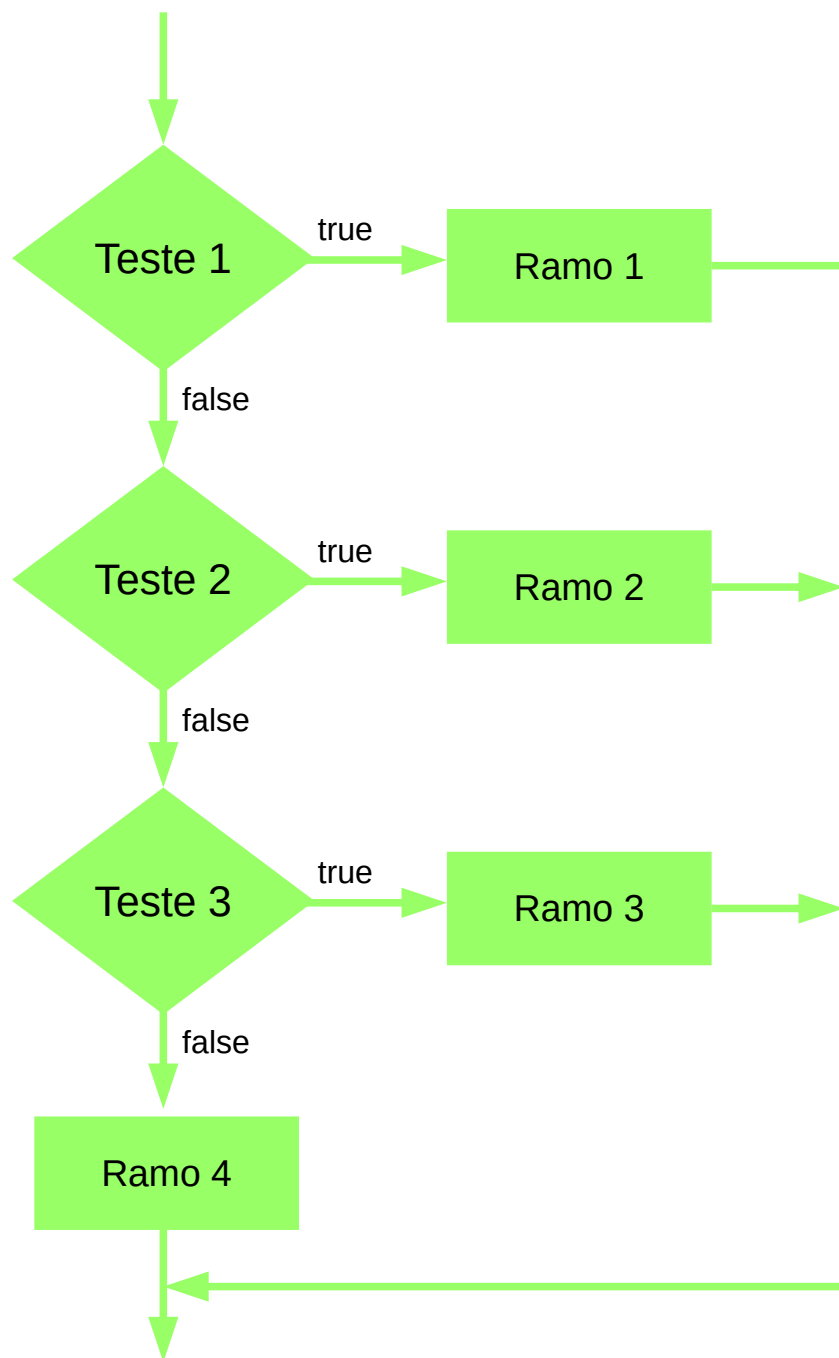 true
Teste 1
Ramo 1
false
true
Teste 2
Ramo 2
false
true
Teste 3
Ramo 3
false
Ramo 4